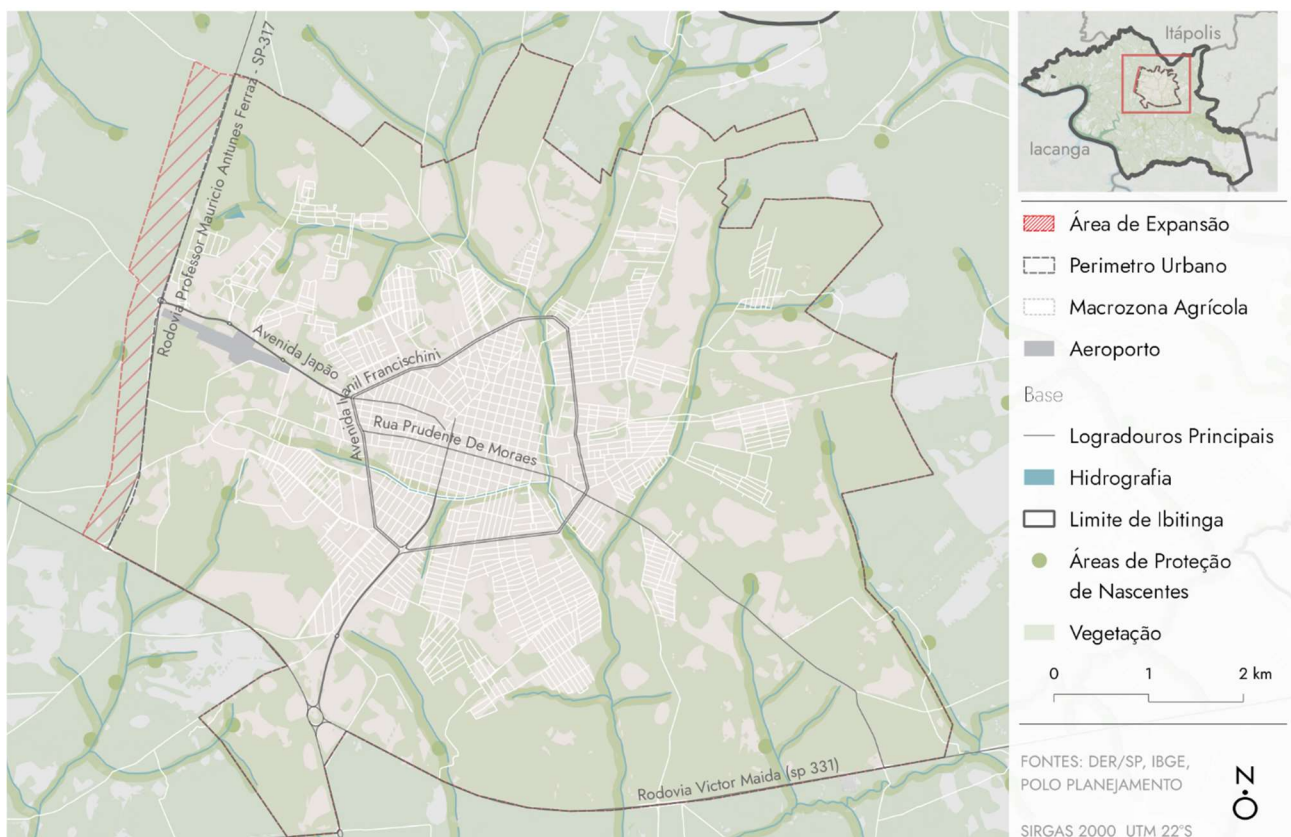 Rodovia Professor Mauricio Antunes Ferraz - SP-317
Avenida Japão
Avenida Ivanil Francischini
Rua Prudente De Moraes
Rodovia Victor Maida (sp 331)
Itápolis
Iacanga
Área de Expansão
Perimetro Urbano
Macrozona Agrícola
Aeroporto
Base
Logradouros Principais
Hidrografia
Limite de Ibitinga
Áreas de Proteção
de Nascentes
Vegetação
0 1 2 km
FONTES: DER/SP, IBGE,
POLO PLANEJAMENTO
N
SIRGAS 2000 UTM 22°S